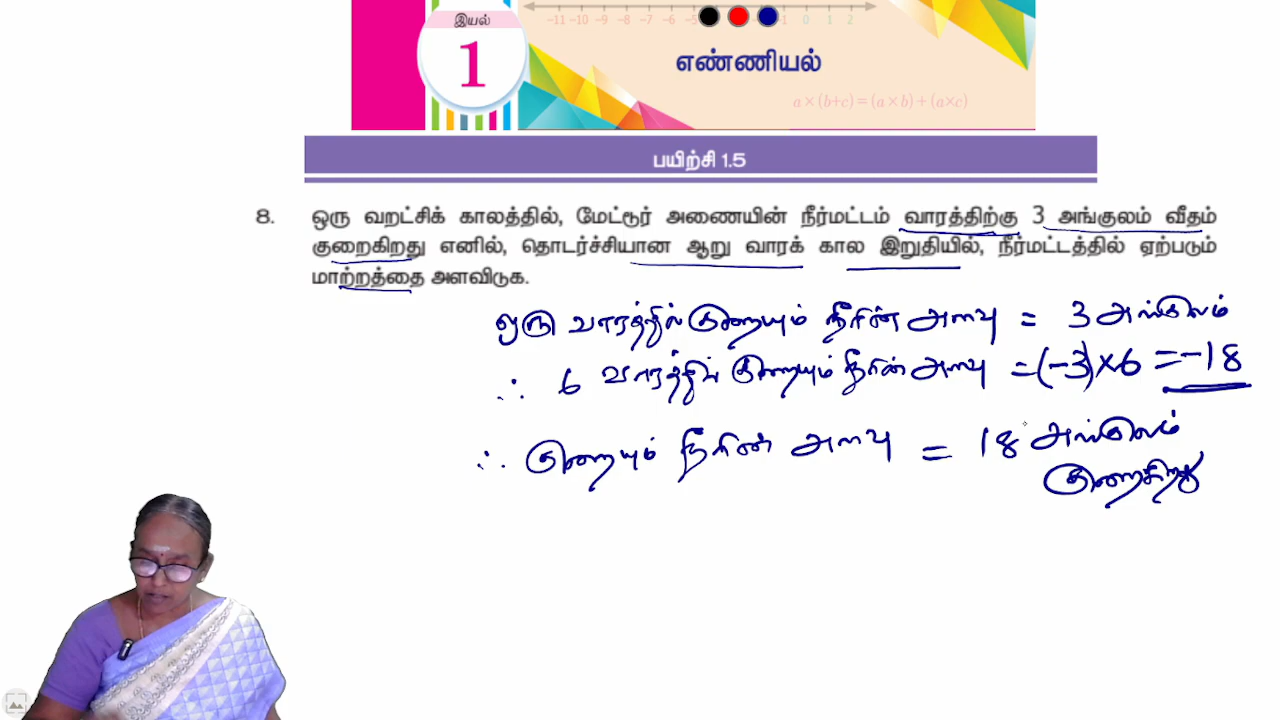 −11 −10 −9 −8 −7 −6 −5 −1 0 1 2
இயல்
1
எண்ணியல்
a × (b+c) = (a × b) + (a×c)
பயிற்சி 1.5
8. ஒரு வறட்சிக் காலத்தில், மேட்டூர் அணையின் நீர்மட்டம் வாரத்திற்கு 3 அங்குலம் வீதம்
குறைகிறது எனில், தொடர்ச்சியான ஆறு வாரக் கால இறுதியில், நீர்மட்டத்தில் ஏற்படும்
மாற்றத்தை அளவிடுக.
ஒரு வாரத்தில் குறையும் நீரின் அளவு = 3 அங்குலம்
∴ 6 வாரத்தில் குறையும் நீரின் அளவு = (−3) × 6 = −18
∴ குறையும் நீரின் அளவு = 18 அங்குலம்
குறைகிறது